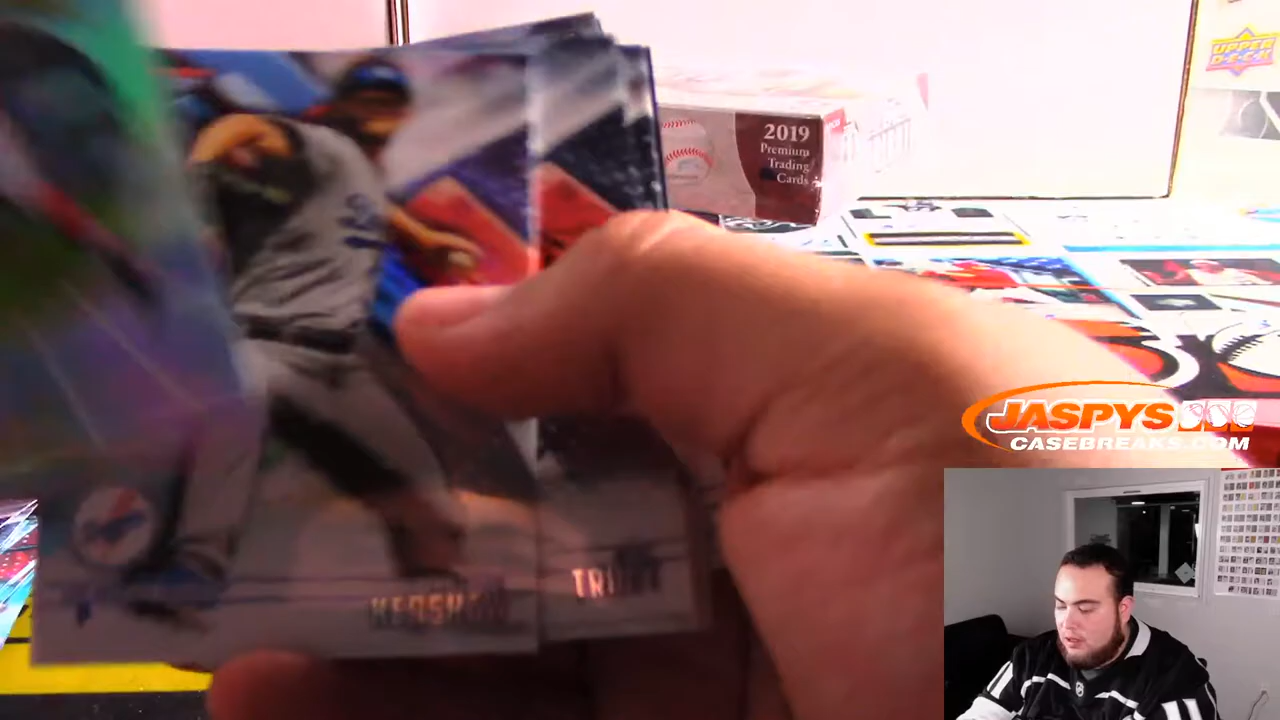 UPPER
DECK
2019
Premium
Trading
Cards
JASPYS
CASEBREAKS.COM
KERSHAW
TROUT